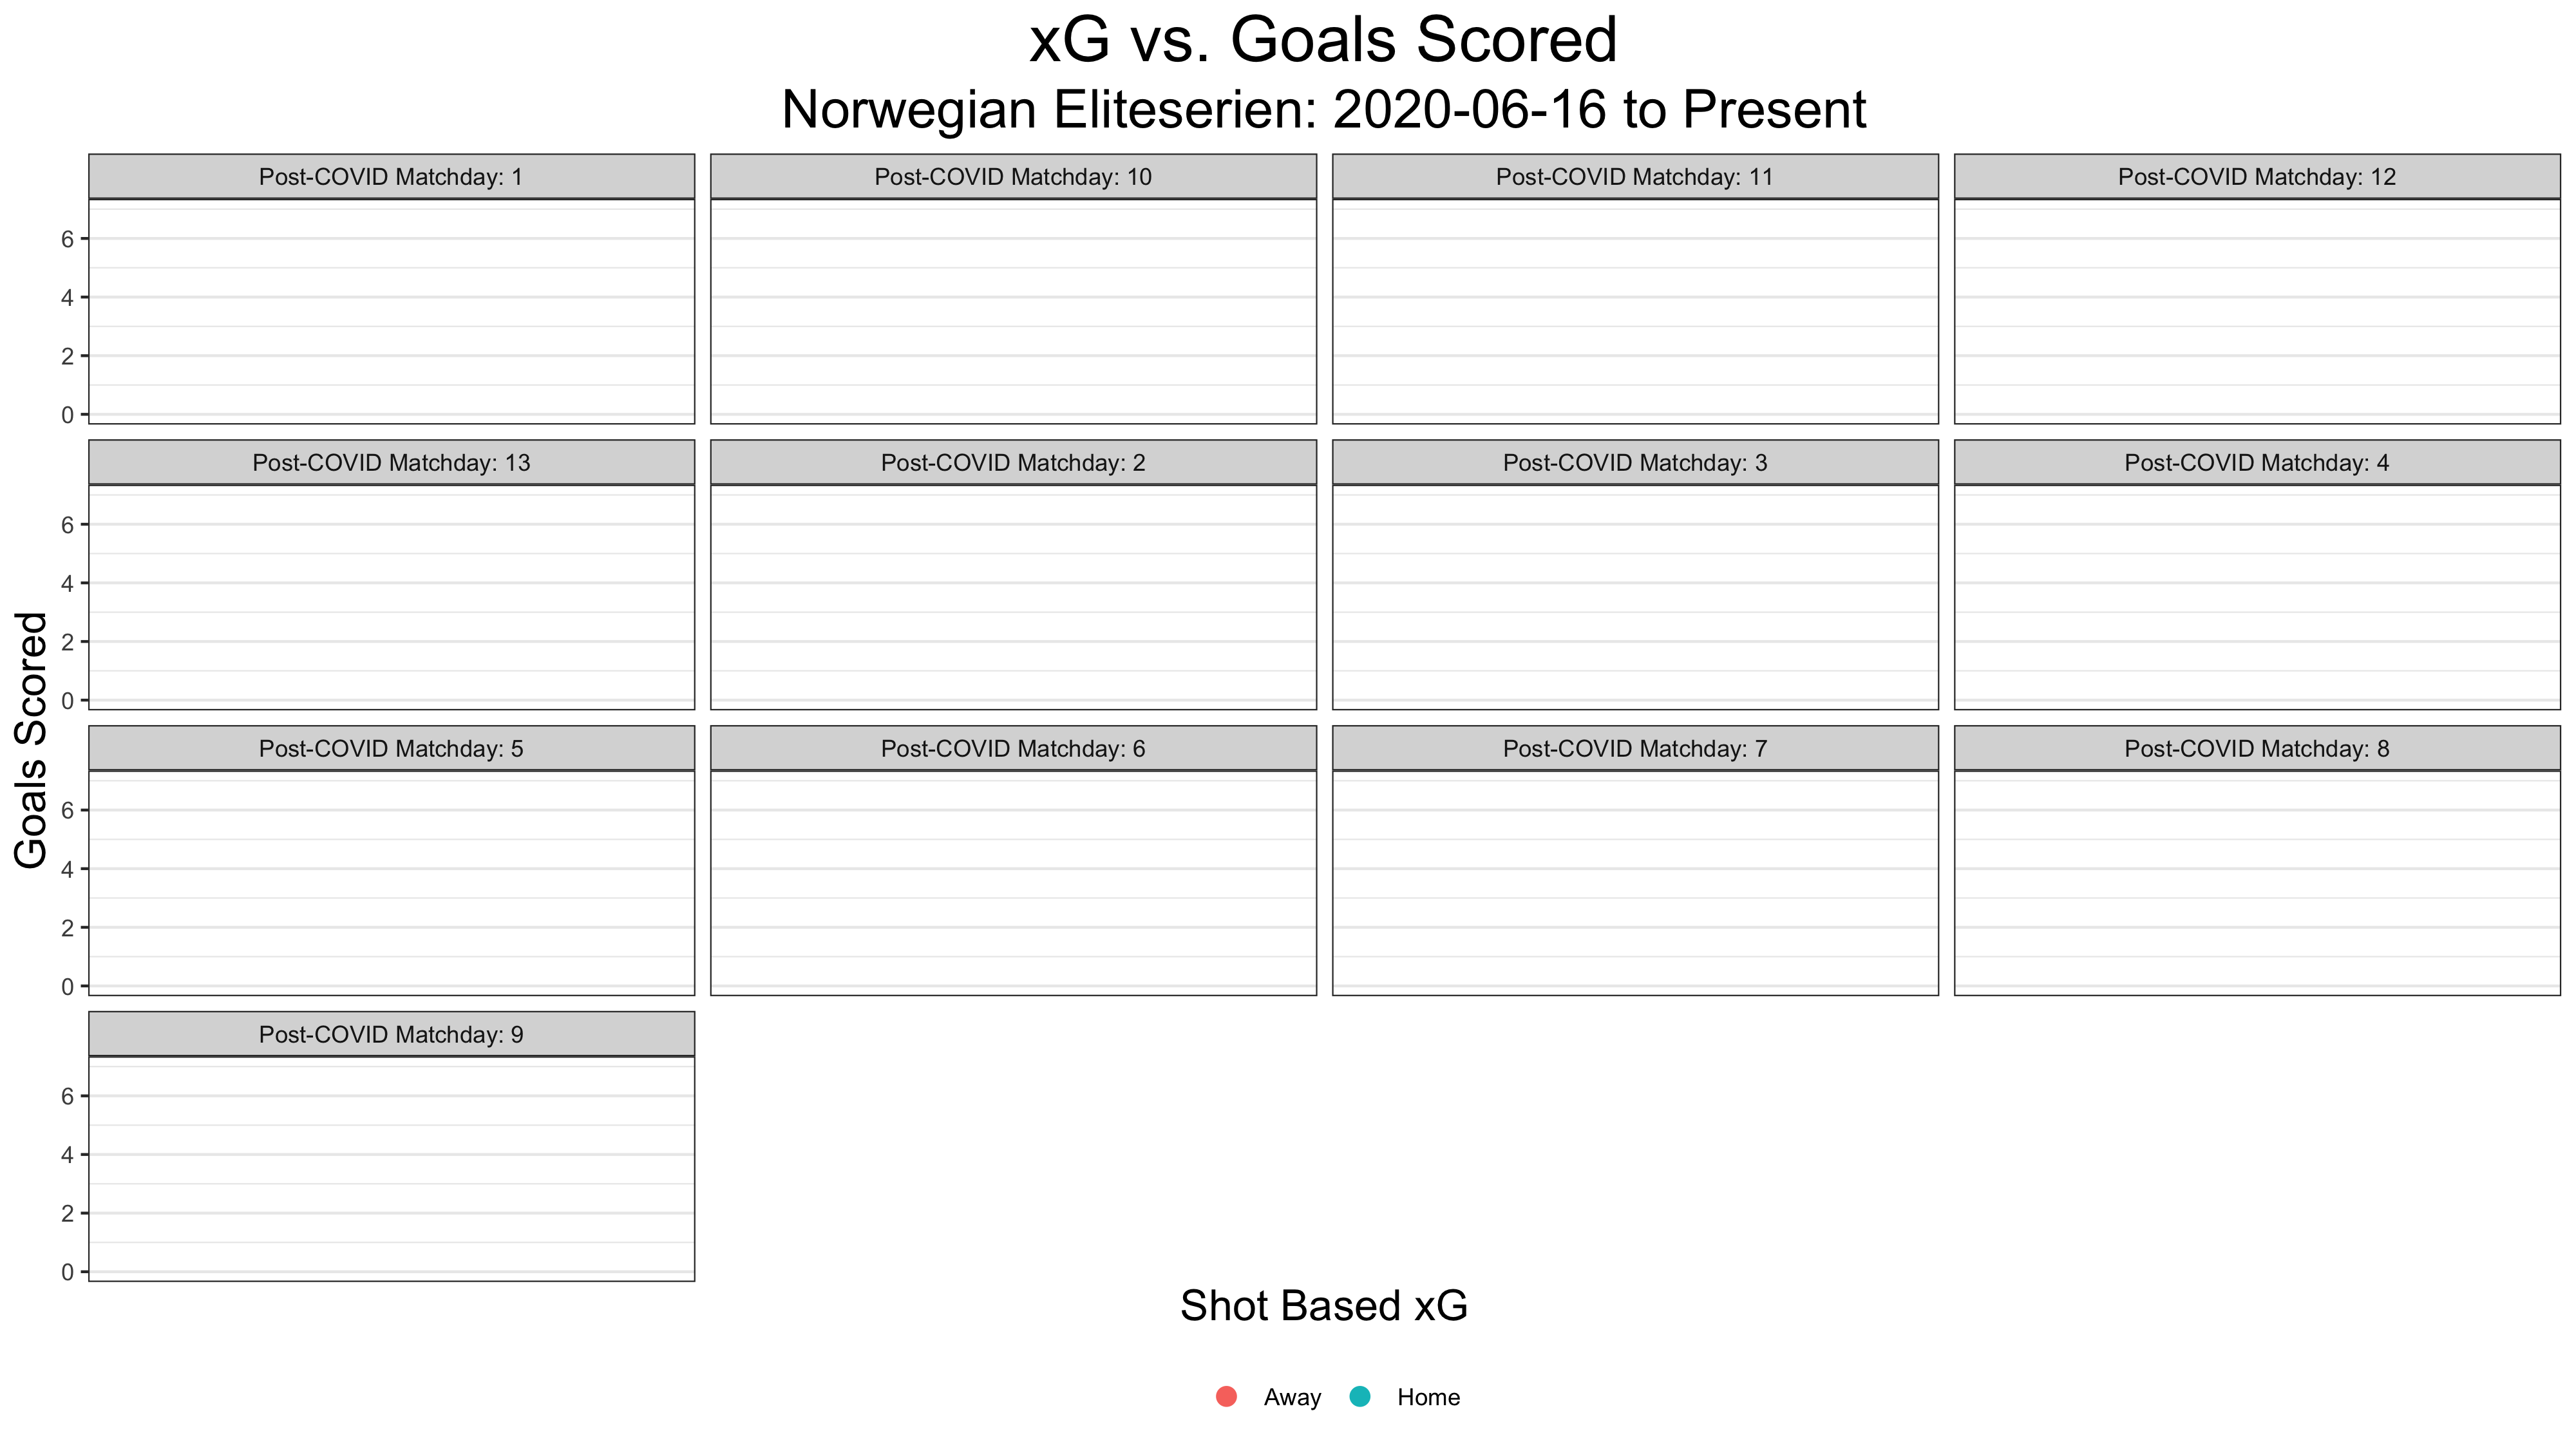 xG vs. Goals Scored
Norwegian Eliteserien: 2020-06-16 to Present
Post-COVID Matchday: 1
Post-COVID Matchday: 10
Post-COVID Matchday: 11
Post-COVID Matchday: 12
6
4
2
0
Post-COVID Matchday: 13
Post-COVID Matchday: 2
Post-COVID Matchday: 3
Post-COVID Matchday: 4
6
4
2
0
Goals Scored
Post-COVID Matchday: 5
Post-COVID Matchday: 6
Post-COVID Matchday: 7
Post-COVID Matchday: 8
6
4
2
0
Post-COVID Matchday: 9
6
4
2
0
Shot Based xG
Away
Home